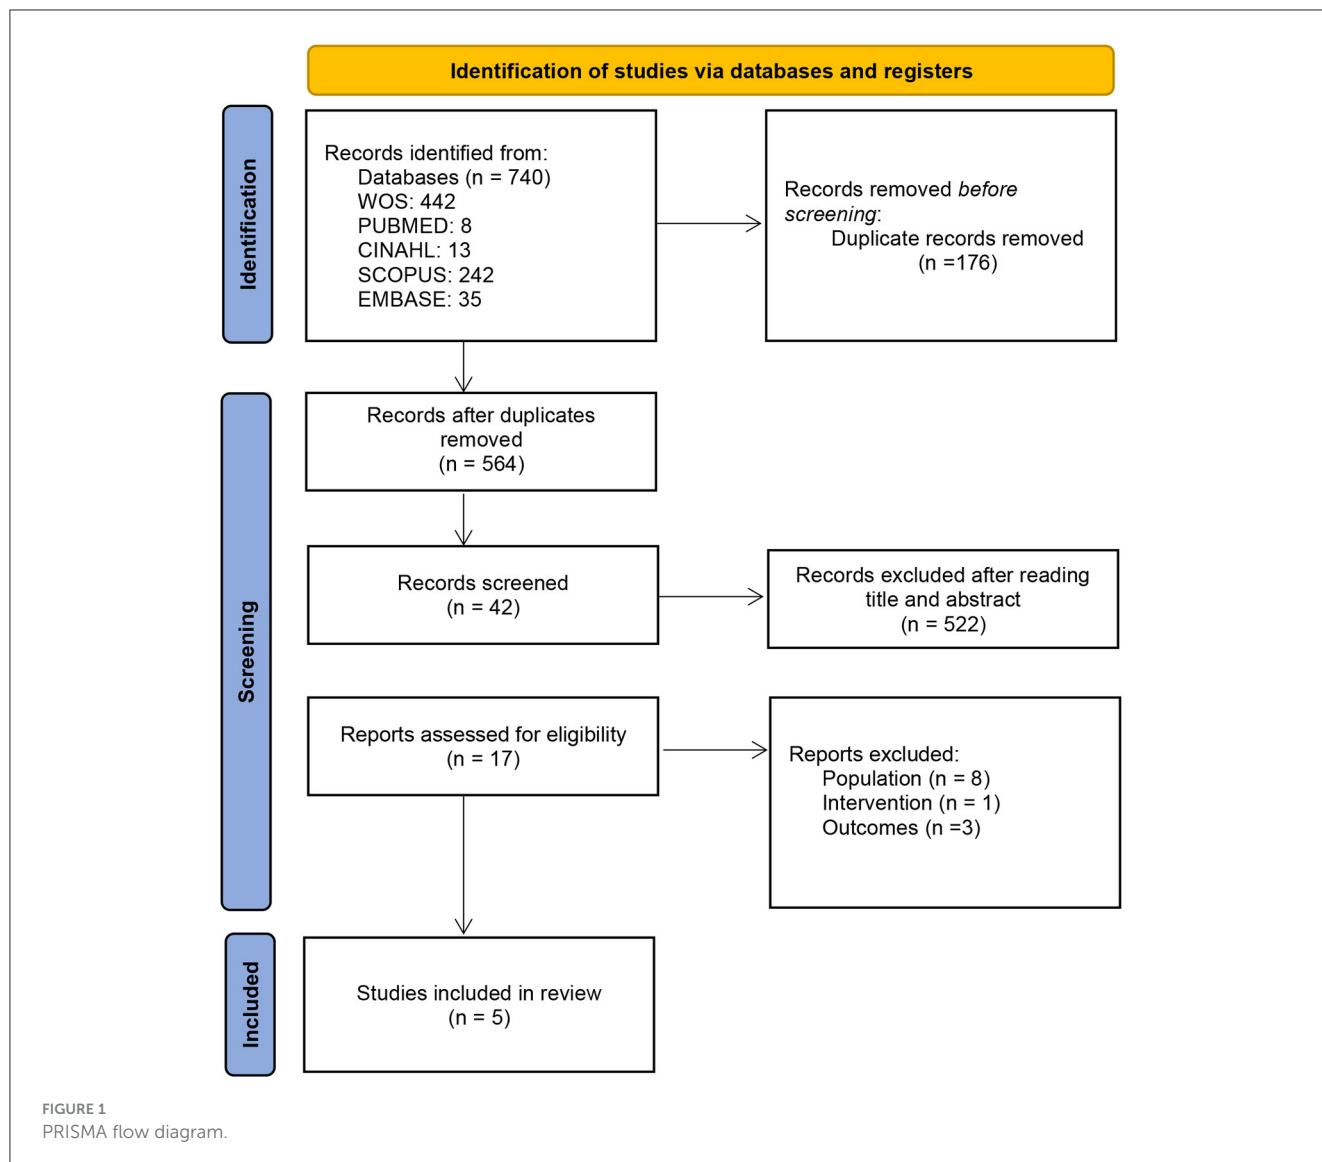 Identification of studies via databases and registers
Identification
Records identified from:
Databases (n = 740)
WOS: 442
PUBMED: 8
CINAHL: 13
SCOPUS: 242
EMBASE: 35
Records removed before
screening:
Duplicate records removed
(n =176)
Screening
Records after duplicates
removed
(n = 564)
Records screened
(n = 42)
Records excluded after reading
title and abstract
(n = 522)
Reports assessed for eligibility
(n = 17)
Reports excluded:
Population (n = 8)
Intervention (n = 1)
Outcomes (n =3)
Included
Studies included in review
(n = 5)
FIGURE 1
PRISMA flow diagram.